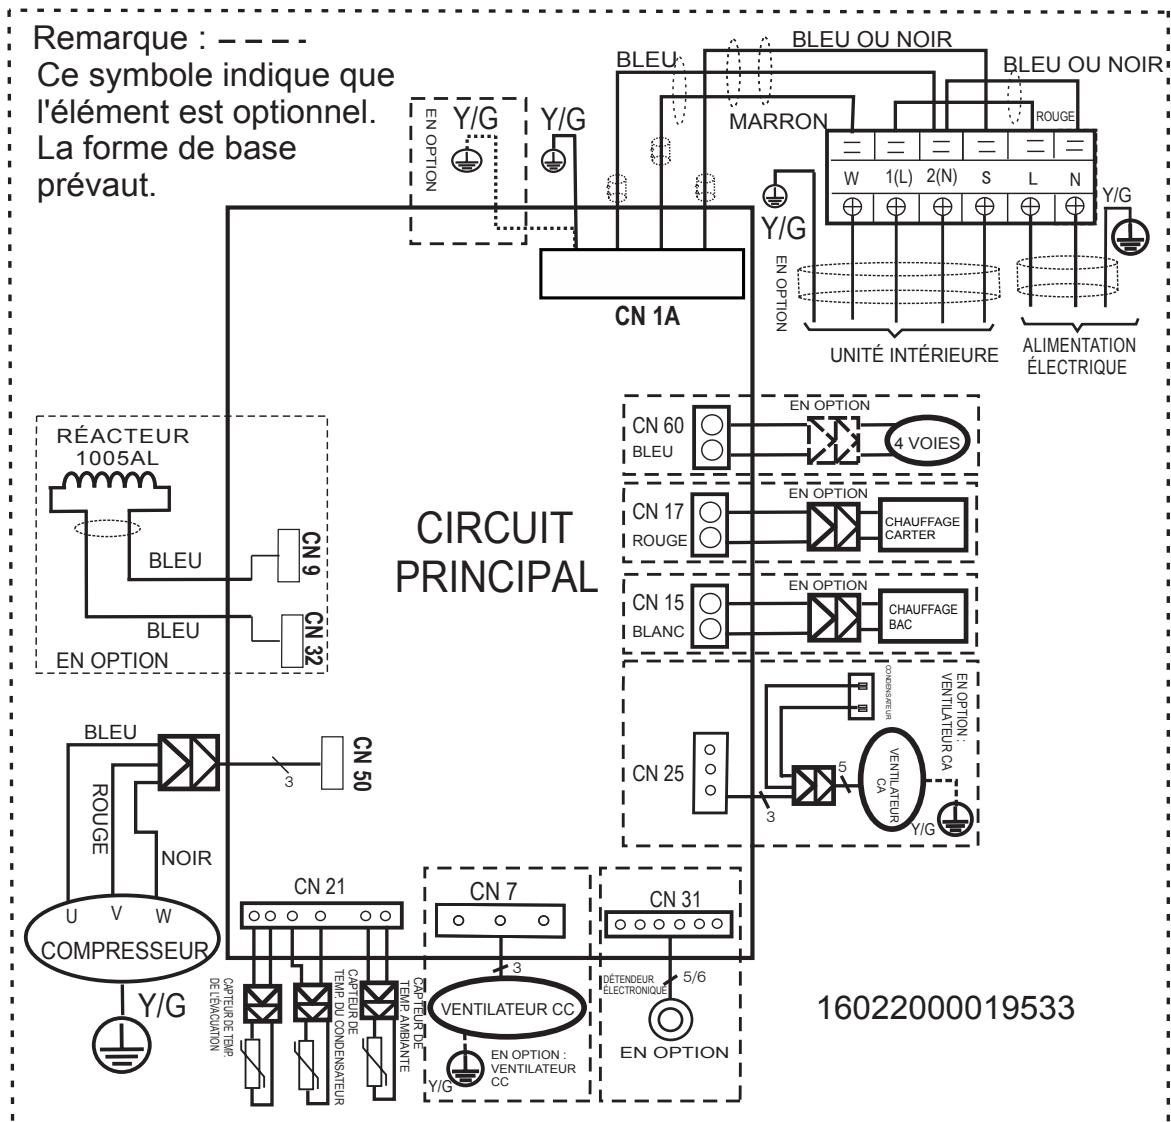 Remarque : ----
Ce symbole indique que
l'élément est optionnel.
La forme de base
prévaut.
EN OPTION
Y/G
Y/G
BLEU
BLEU OU NOIR
MARRON
BLEU OU NOIR
ROUGE
W 1(L) 2(N) S L N
Y/G
Y/G
EN OPTION
UNITÉ INTÉRIEURE
ALIMENTATION
ÉLECTRIQUE
CN 1A
RÉACTEUR
1005AL
BLEU
CN 9
BLEU
CN 32
EN OPTION
CIRCUIT
PRINCIPAL
CN 60
BLEU
EN OPTION
4 VOIES
CN 17
ROUGE
EN OPTION
CHAUFFAGE
CARTER
CN 15
BLANC
EN OPTION
CHAUFFAGE
BAC
CN 25
3
5
CONDENSATEUR
VENTILATEUR
CA
EN OPTION :
VENTILATEUR CA
Y/G
BLEU
ROUGE
NOIR
3
CN 50
U V W
COMPRESSEUR
Y/G
CN 21
CAPTEUR DE TEMP.
DE L'ÉVACUATION
CAPTEUR DE
TEMP. DU CONDENSATEUR
CAPTEUR DE
TEMP. AMBIANTE
CN 7
3
VENTILATEUR CC
Y/G
EN OPTION :
VENTILATEUR
CC
CN 31
DÉTENDEUR
ÉLECTRONIQUE
5/6
EN OPTION
16022000019533